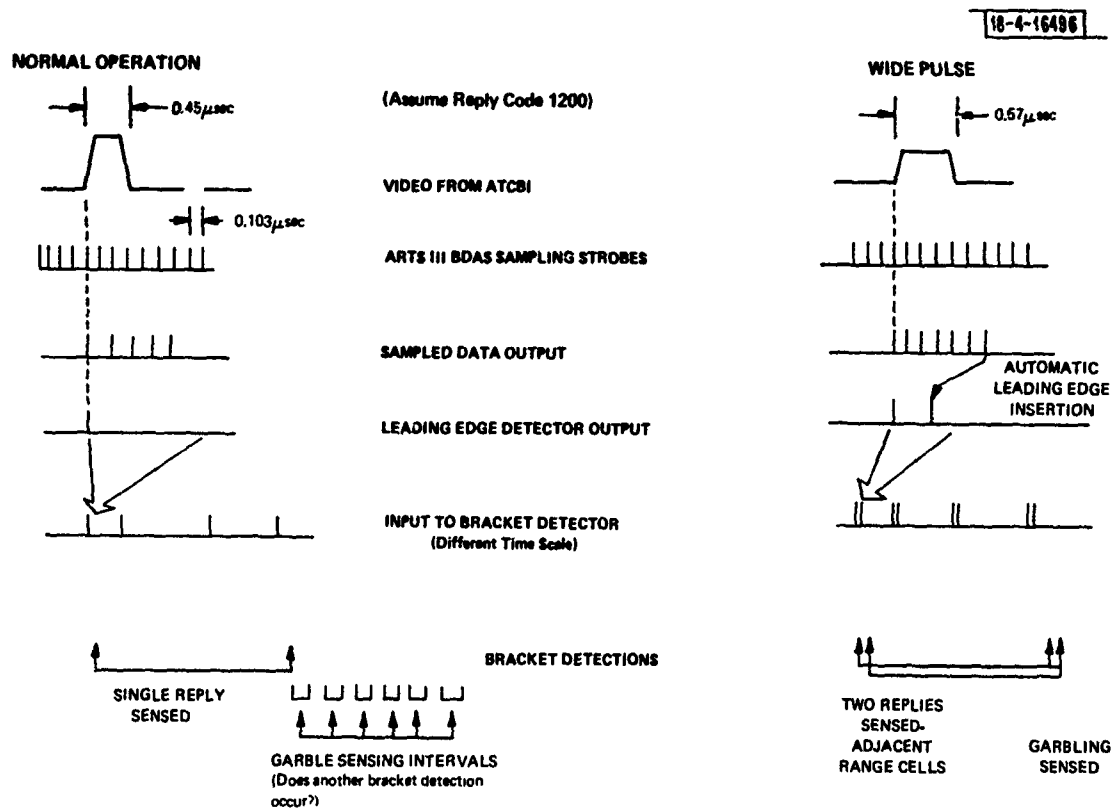 18-4-16496
NORMAL OPERATION
WIDE PULSE
0.45μsec
(Assume Reply Code 1200)
0.57μsec
VIDEO FROM ATCBI
0.103μsec
ARTS III BDAS SAMPLING STROBES
SAMPLED DATA OUTPUT
AUTOMATIC
LEADING EDGE
INSERTION
LEADING EDGE DETECTOR OUTPUT
INPUT TO BRACKET DETECTOR
(Different Time Scale)
BRACKET DETECTIONS
SINGLE REPLY
SENSED
GARBLE SENSING INTERVALS
(Does another bracket detection
occur?)
TWO REPLIES
SENSED-
ADJACENT
RANGE CELLS
GARBLING
SENSED